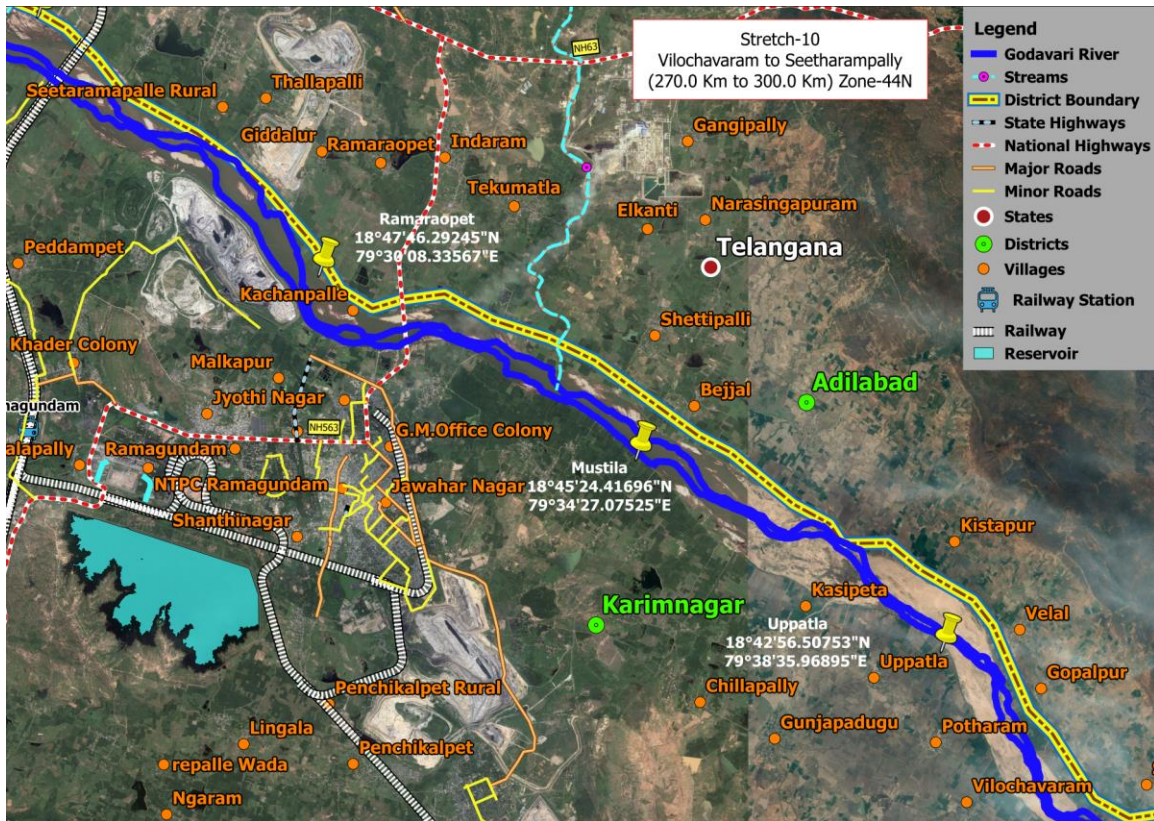 Stretch-10
Vilochavaram to Seetharampally
(270.0 Km to 300.0 Km) Zone-44N
Legend
Godavari River
Streams
District Boundary
State Highways
National Highways
Major Roads
Minor Roads
States
Districts
Villages
Railway Station
Railway
Reservoir
NH63
Thallapalli
Seetaramapalle Rural
Giddalur
Ramaraopet
Indaram
Gangipally
Tekumatla
Elkanti
Narasingapuram
Ramaraopet
18°47'46.29245"N
79°30'08.33567"E
Telangana
Peddampet
Kachanpalle
Shettipalli
Khader Colony
Malkapur
Adilabad
Bejjal
Jyothi Nagar
nagundam
NH563
G.M.Office Colony
alapally
Ramagundam
Mustila
18°45'24.41696"N
79°34'27.07525"E
NTPC Ramagundam
Jawahar Nagar
Shanthinagar
Kistapur
Karimnagar
Kasipeta
Velal
Uppatla
18°42'56.50753"N
79°38'35.96895"E
Uppatla
Gopalpur
Penchikalpet Rural
Chillapally
Lingala
Gunjapadugu
Potharam
repalle Wada
Penchikalpet
Ngaram
Vilochavaram